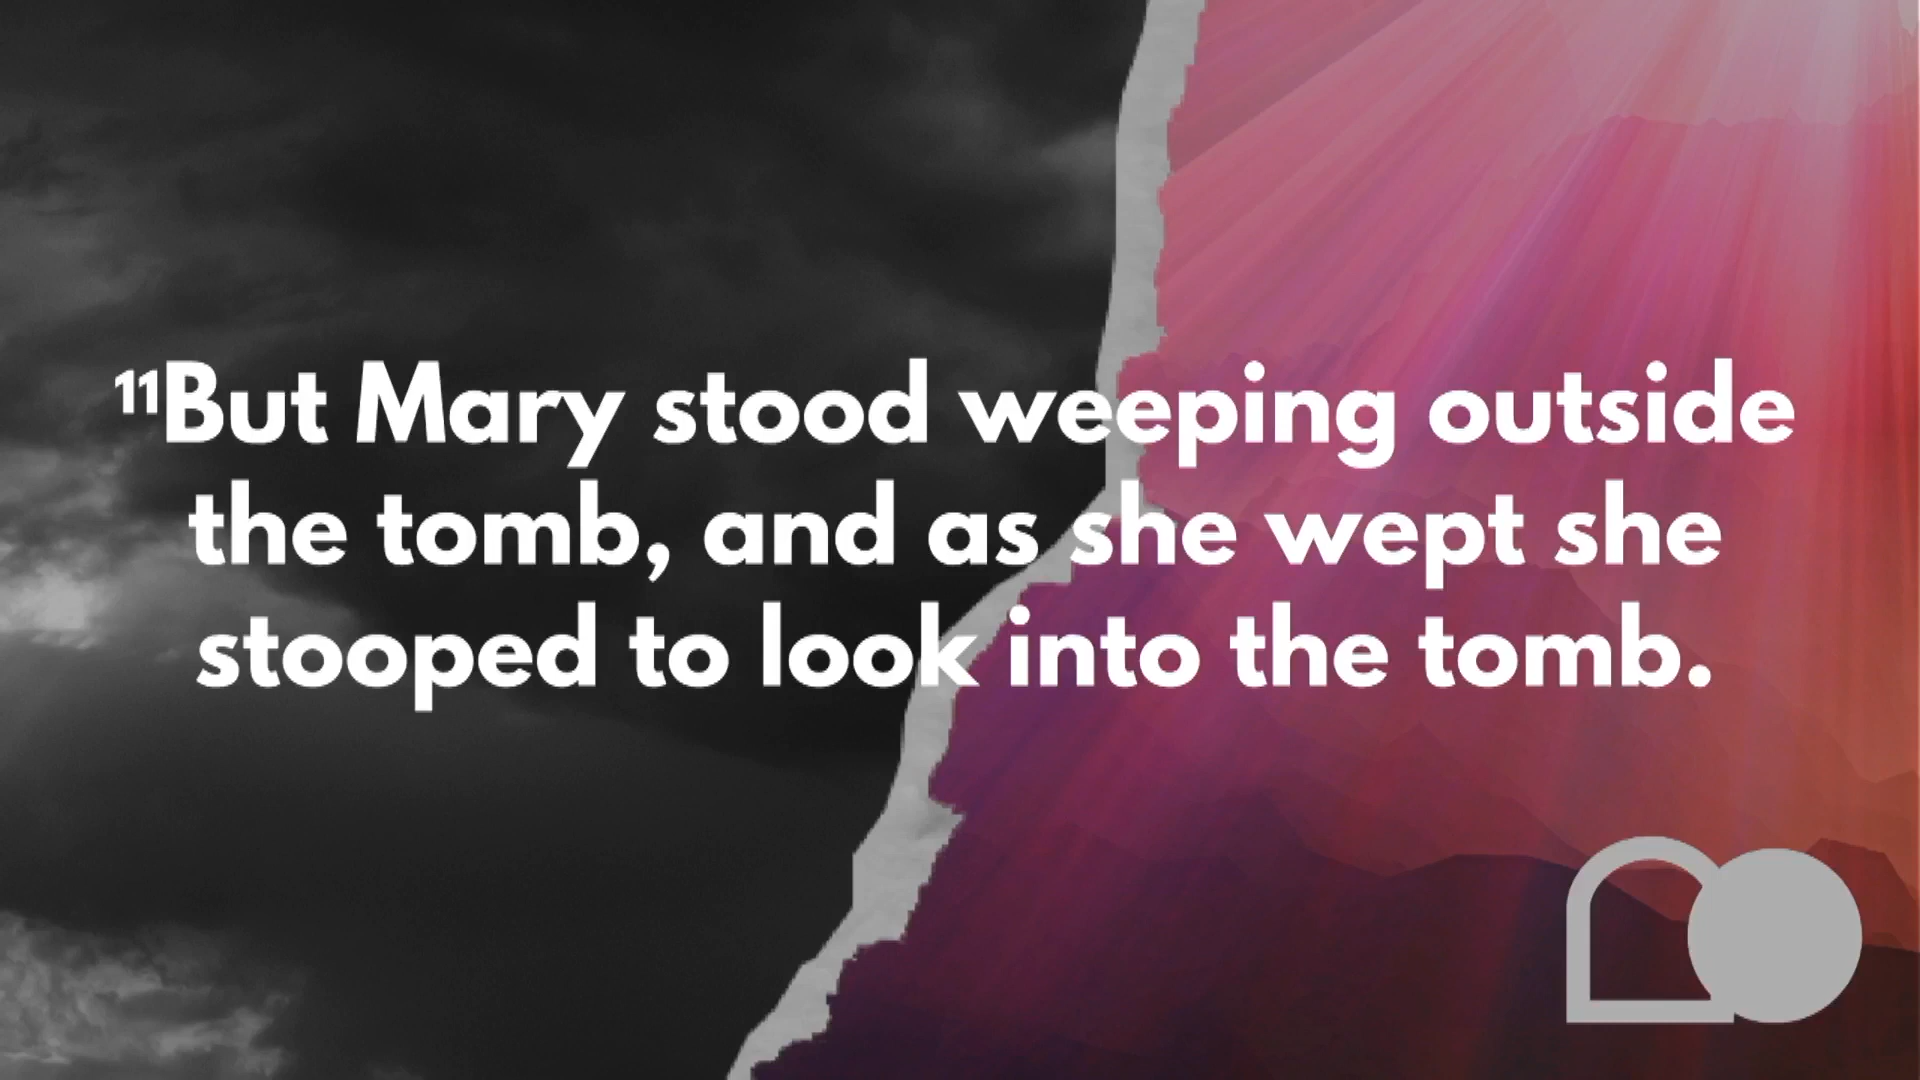 ¹¹But Mary stood weeping outside
the tomb, and as she wept she
stooped to look into the tomb.